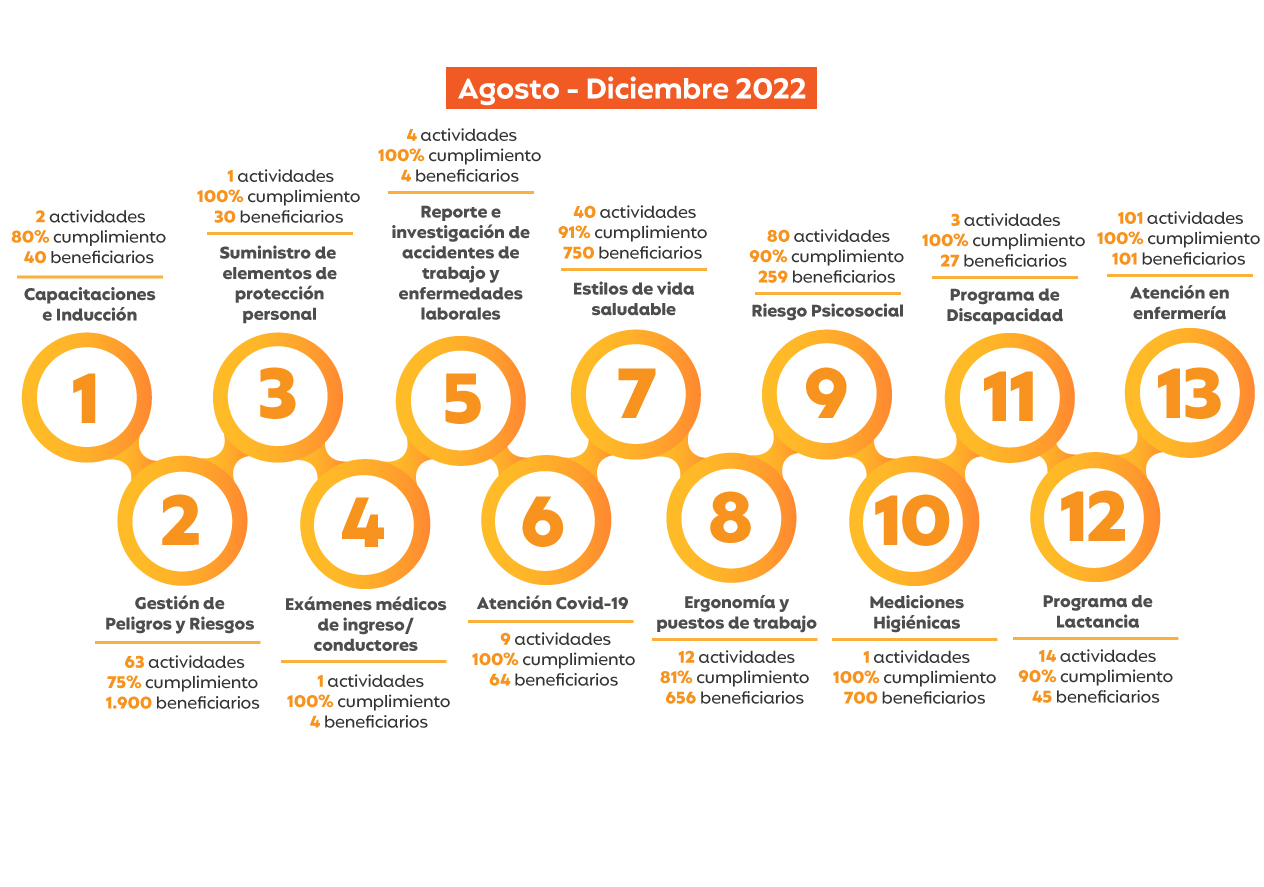 Agosto - Diciembre 2022
2 actividades
80% cumplimiento
40 beneficiarios
Capacitaciones
e Inducción
1
2
Gestión de
Peligros y Riesgos
63 actividades
75% cumplimiento
1.900 beneficiarios
1 actividades
100% cumplimiento
30 beneficiarios
Suministro de
elementos de
protección
personal
3
4
Exámenes médicos
de ingreso/
conductores
1 actividades
100% cumplimiento
4 beneficiarios
4 actividades
100% cumplimiento
4 beneficiarios
Reporte e
investigación de
accidentes de
trabajo y
enfermedades
laborales
5
6
Atención Covid-19
9 actividades
100% cumplimiento
64 beneficiarios
40 actividades
91% cumplimiento
750 beneficiarios
Estilos de vida
saludable
7
8
Ergonomía y
puestos de trabajo
12 actividades
81% cumplimiento
656 beneficiarios
80 actividades
90% cumplimiento
259 beneficiarios
Riesgo Psicosocial
9
10
Mediciones
Higiénicas
1 actividades
100% cumplimiento
700 beneficiarios
3 actividades
100% cumplimiento
27 beneficiarios
Programa de
Discapacidad
11
12
Programa de
Lactancia
14 actividades
90% cumplimiento
45 beneficiarios
101 actividades
100% cumplimiento
101 beneficiarios
Atención en
enfermería
13